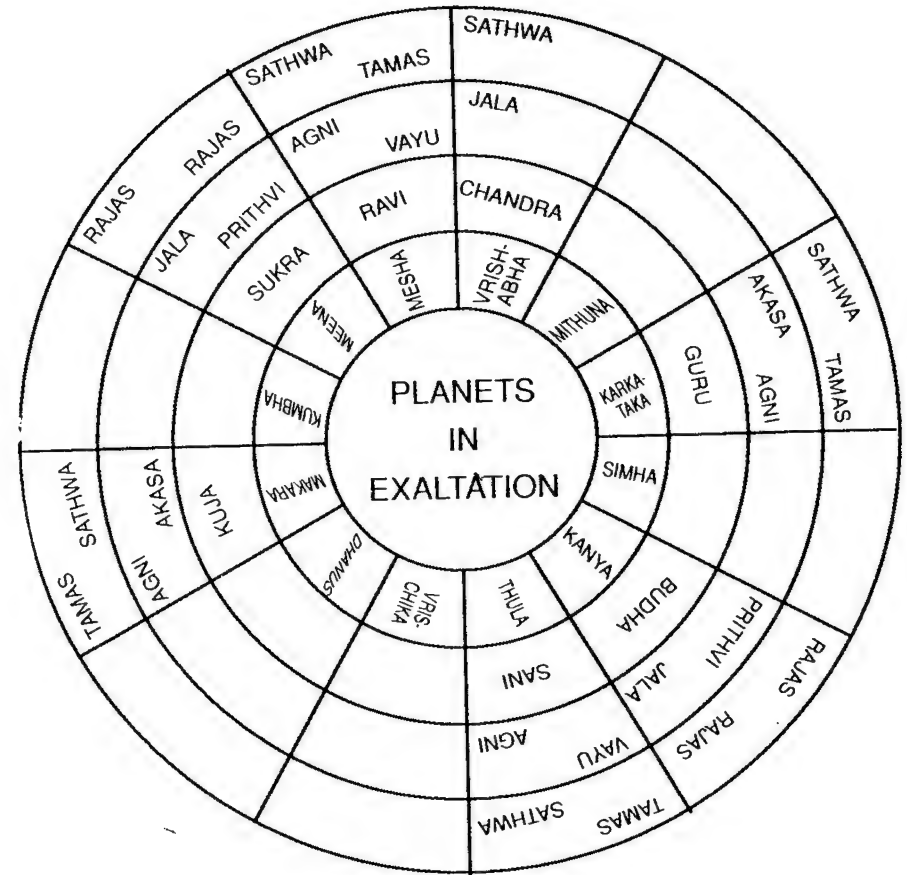 PLANETS
IN
EXALTATION
SATHWA
TAMAS
AGNI
VAYU
RAVI
MESHA
SATHWA
JALA
CHANDRA
VRISH-
ABHA
MITHUNA
SATHWA
TAMAS
AKASA
AGNI
GURU
KARKA-
TAKA
SIMHA
RAJAS
RAJAS
PRITHVI
JALA
BUDHA
KANYA
TAMAS
SATHWA
VAYU
AGNI
SANI
THULA
VRIS-
CHIKA
DHANUS
TAMAS
SATHWA
AGNI
AKASA
KUJA
MAKARA
KUMBHA
RAJAS
RAJAS
JALA
PRITHVI
SUKRA
MEENA